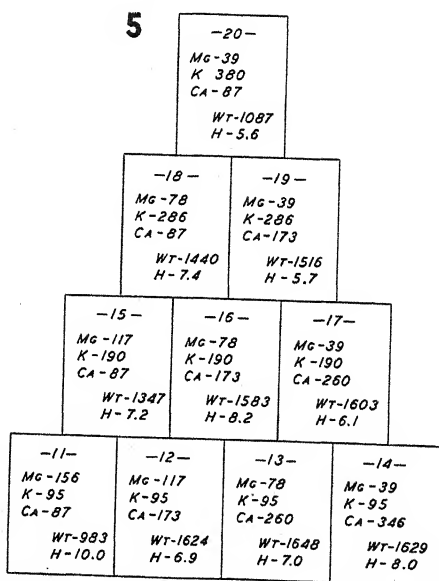 5
—20—
MG-39
K 380
CA-87
WT-1087
H-5.6
—18—
MG-78
K-286
CA-87
WT-1440
H-7.4
—19—
MG-39
K-286
CA-173
WT-1516
H-5.7
—15—
MG-117
K-190
CA-87
WT-1347
H-7.2
—16—
MG-78
K-190
CA-173
WT-1583
H-8.2
—17—
MG-39
K-190
CA-260
WT-1603
H-6.1
—11—
MG-156
K-95
CA-87
WT-983
H-10.0
—12—
MG-117
K-95
CA-173
WT-1624
H-6.9
—13—
MG-78
K-95
CA-260
WT-1648
H-7.0
—14—
MG-39
K-95
CA-346
WT-1629
H-8.0